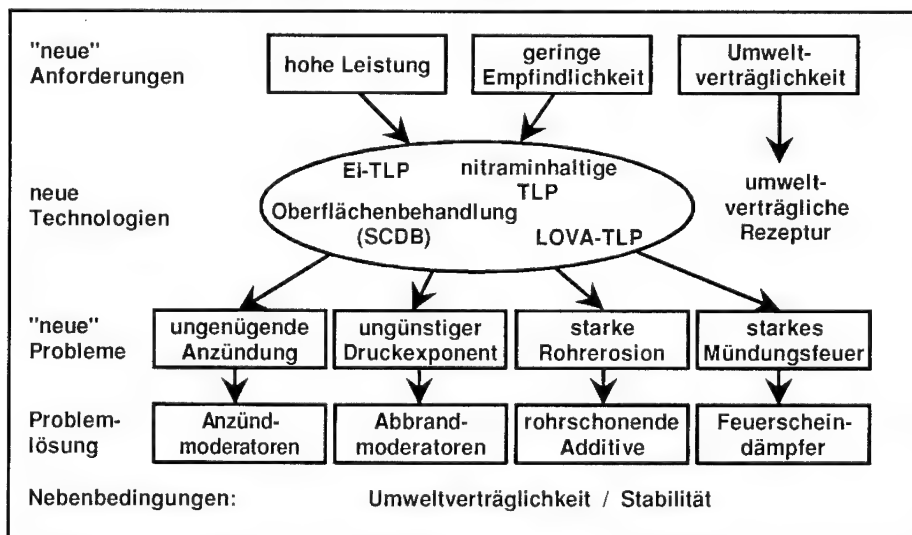 "neue"
Anforderungen
hohe Leistung
geringe
Empfindlichkeit
Umwelt-
verträglichkeit
neue
Technologien
EI-TLP
nitraminhaltige
TLP
Oberflächenbehandlung
(SCDB)
LOVA-TLP
umwelt-
verträgliche
Rezeptur
"neue"
Probleme
ungenügende
Anzündung
ungünstiger
Druckexponent
starke
Rohrerosion
starkes
Mündungsfeuer
Problem-
lösung
Anzünd-
moderatoren
Abbrand-
moderatoren
rohrschonende
Additive
Feuerschein-
dämpfer
Nebenbedingungen: Umweltverträglichkeit / Stabilität